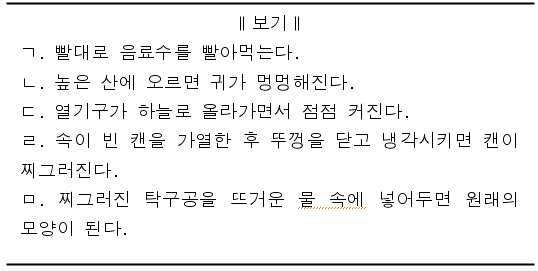 ∥보기∥
ㄱ. 빨대로 음료수를 빨아먹는다.
ㄴ. 높은 산에 오르면 귀가 멍멍해진다.
ㄷ. 열기구가 하늘로 올라가면서 점점 커진다.
ㄹ. 속이 빈 캔을 가열한 후 뚜껑을 닫고 냉각시키면 캔이
찌그러진다.
ㅁ. 찌그러진 탁구공을 뜨거운 물 속에 넣어두면 원래의
모양이 된다.